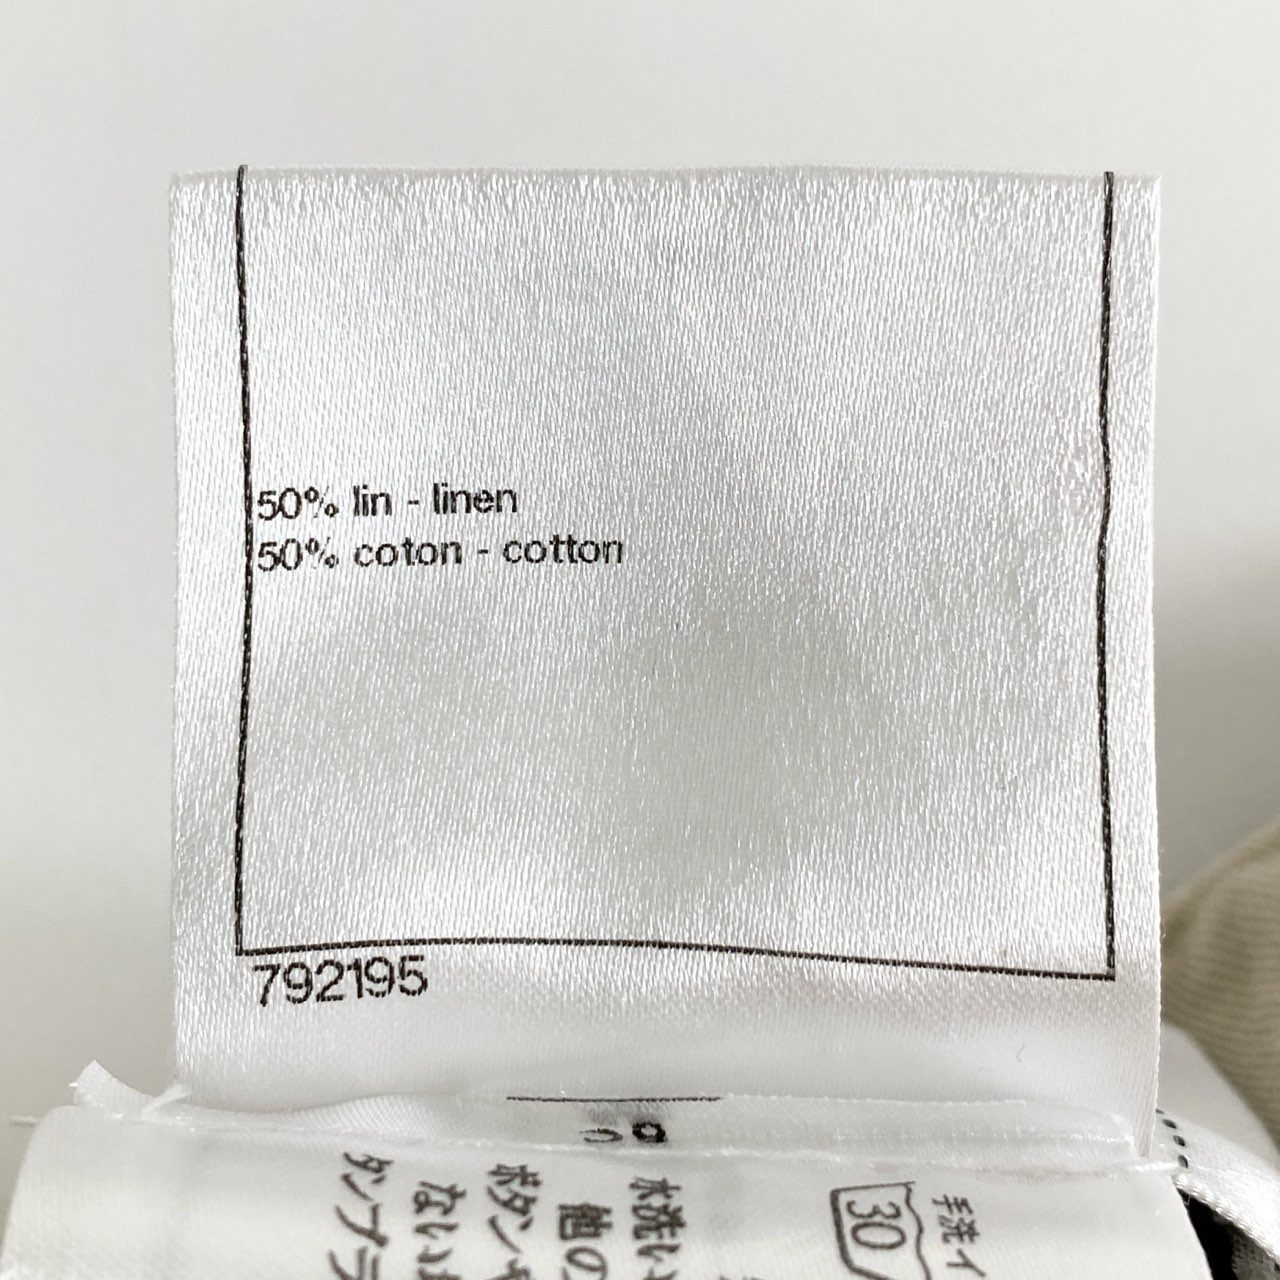 50% lin - linen
50% coton - cotton
792195
手洗イ
30
水洗い
他の
ボタン
ない
タンブラ